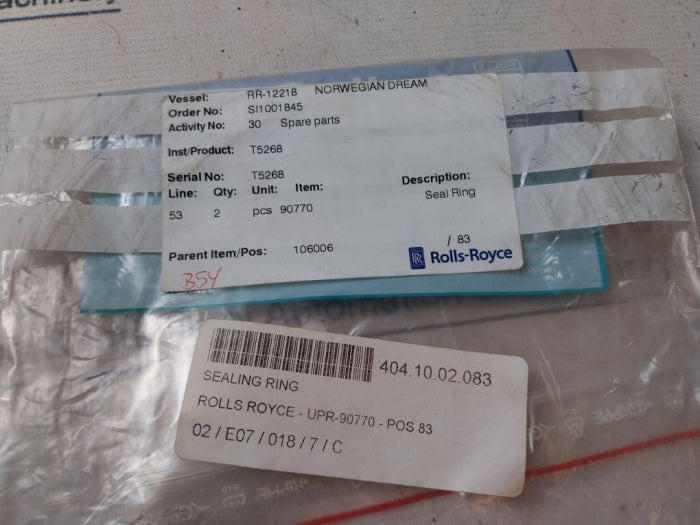 Vessel: RR-12218 NORWEGIAN DREAM
Order No: SI1001845
Activity No: 30 Spare parts
Inst/Product: T5268
Serial No: T5268
Line: Qty: Unit: Item: Description:
53 2 pcs 90770 Seal Ring
Parent Item/Pos: 106006 / 83
B54
RR Rolls-Royce
404.10.02.083
SEALING RING
ROLLS ROYCE - UPR-90770 - POS 83
02 / E07 / 018 / 7 / C